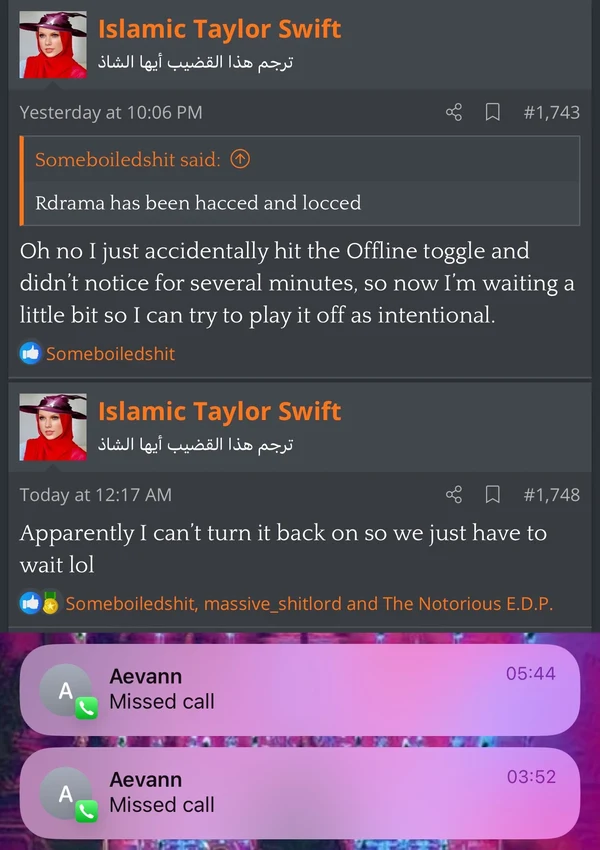 Islamic Taylor Swift
ترجم هذا القضيب أيها الشاذ
Yesterday at 10:06 PM
#1,743
Someboiledshit said:
Rdrama has been hacced and locced
Oh no I just accidentally hit the Offline toggle and
didn’t notice for several minutes, so now I’m waiting a
little bit so I can try to play it off as intentional.
Someboiledshit
Islamic Taylor Swift
ترجم هذا القضيب أيها الشاذ
Today at 12:17 AM
#1,748
Apparently I can’t turn it back on so we just have to
wait lol
Someboiledshit, massive_shitlord and The Notorious E.D.P.
A
Aevann
05:44
Missed call
A
Aevann
03:52
Missed call